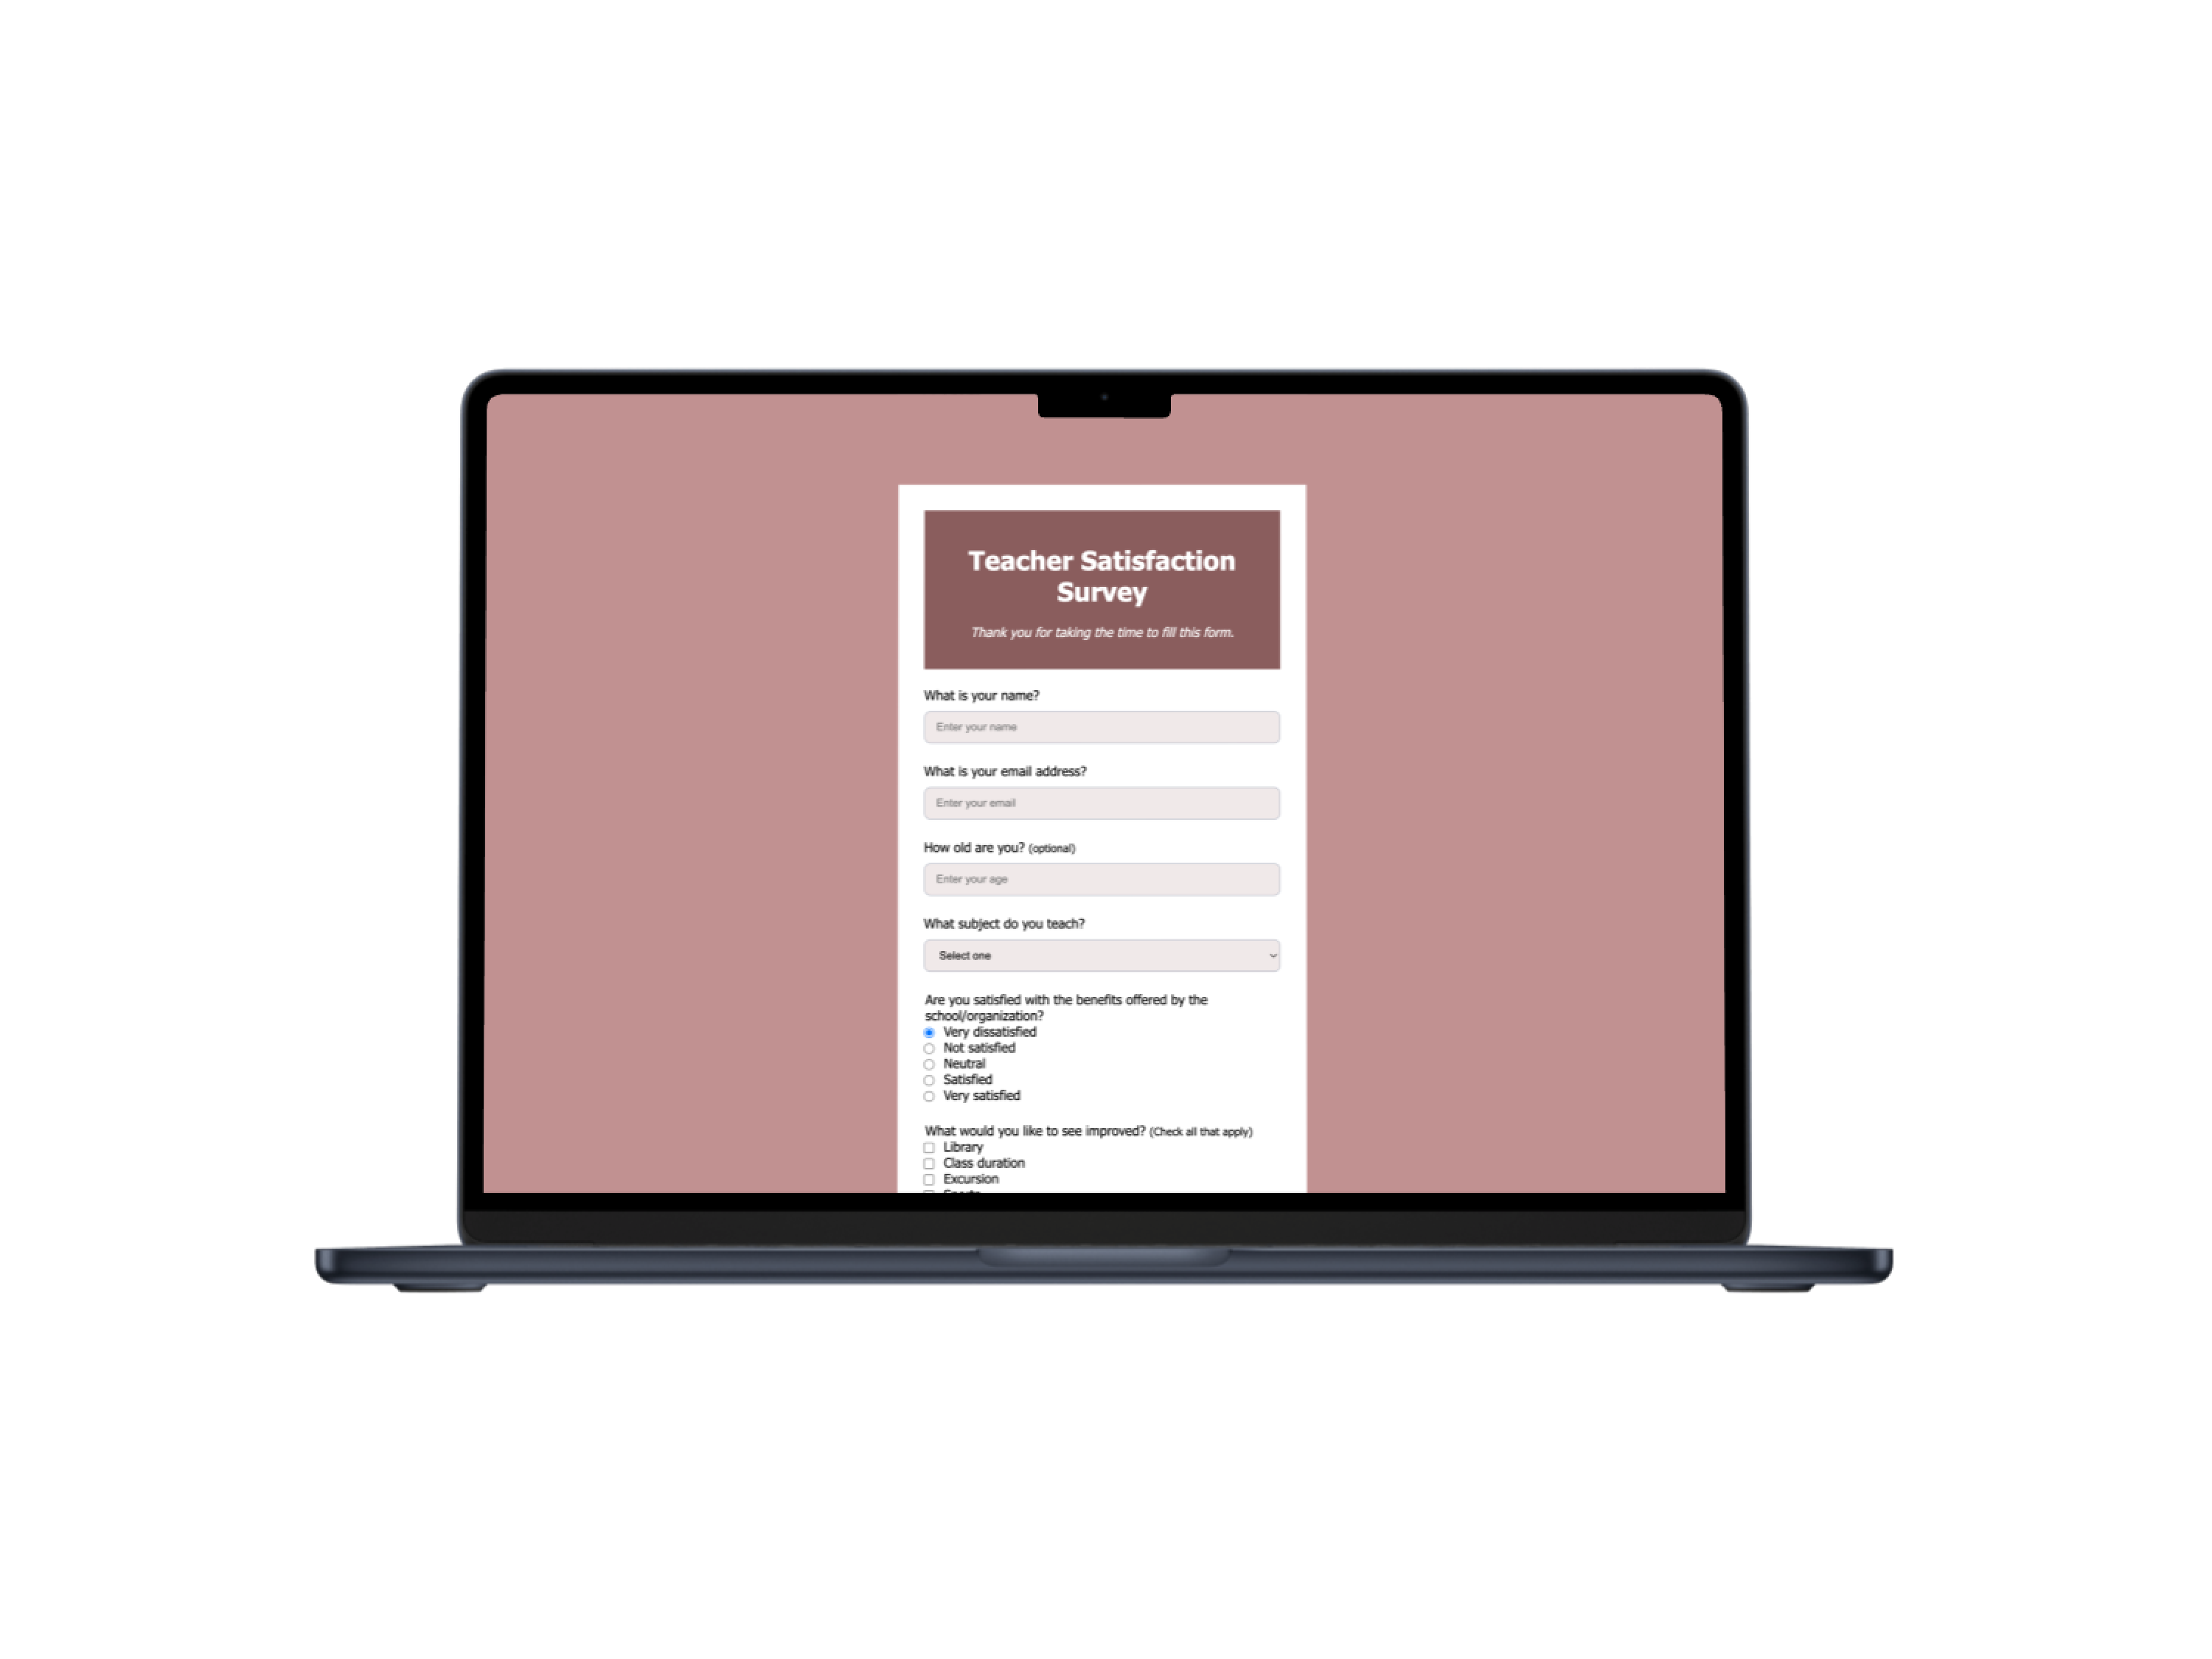 Teacher Satisfaction
Survey
Thank you for taking the time to fill this form.
What is your name?
Enter your name
What is your email address?
Enter your email
How old are you? (optional)
Enter your age
What subject do you teach?
Select one
Are you satisfied with the benefits offered by the
school/organization?
Very dissatisfied
Not satisfied
Neutral
Satisfied
Very satisfied
What would you like to see improved? (Check all that apply)
Library
Class duration
Excursion